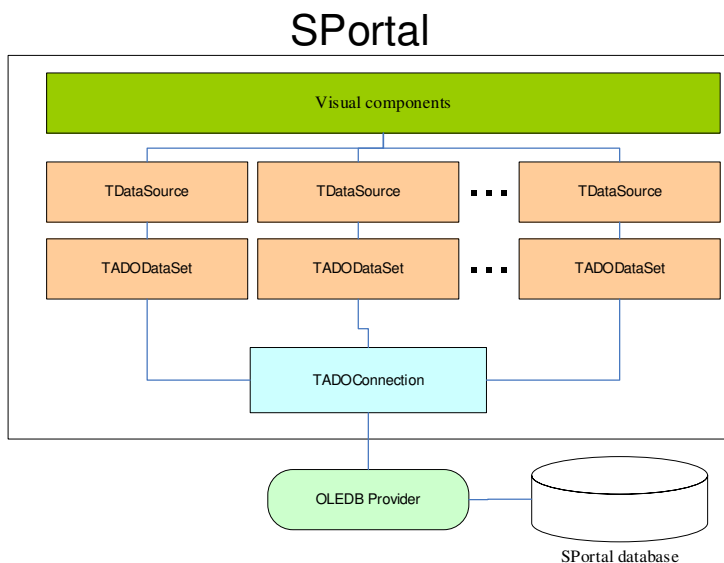 SPortal
Visual components
TDataSource
TDataSource
TDataSource
TADODataSet
TADODataSet
TADODataSet
TADOConnection
OLEDB Provider
SPortal database